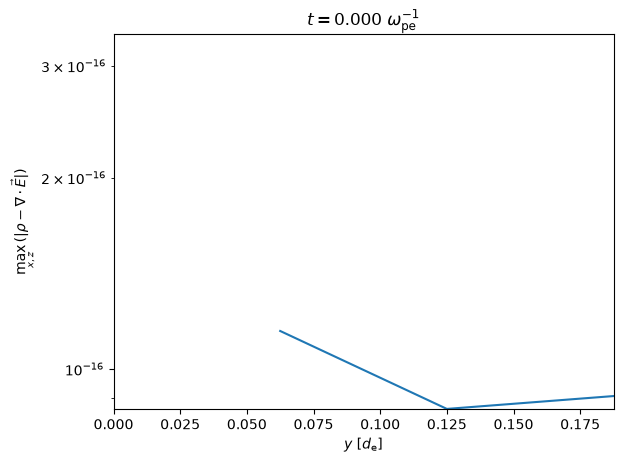 t = 0.000 ω_pe^{-1}
3 × 10^{-16}
2 × 10^{-16}
10^{-16}
max_{x,z} (|ρ − ∇ · E⃗|)
0.000 0.025 0.050 0.075 0.100 0.125 0.150 0.175
y [d_e]